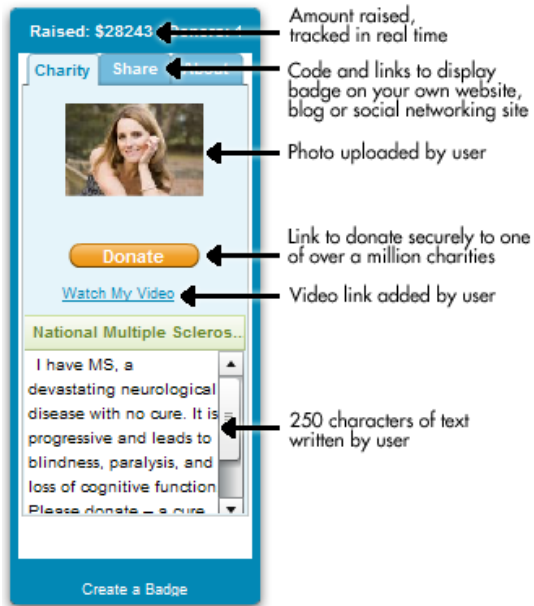 Raised: $28243
Amount raised,
tracked in real time
Charity Share About
Code and links to display
badge on your own website,
blog or social networking site
Photo uploaded by user
Donate
Link to donate securely to one
of over a million charities
Watch My Video
Video link added by user
National Multiple Scleros..
I have MS, a
devastating neurological
disease with no cure. It is
progressive and leads to
blindness, paralysis, and
loss of cognitive function
Please donate – a cure
250 characters of text
written by user
Create a Badge